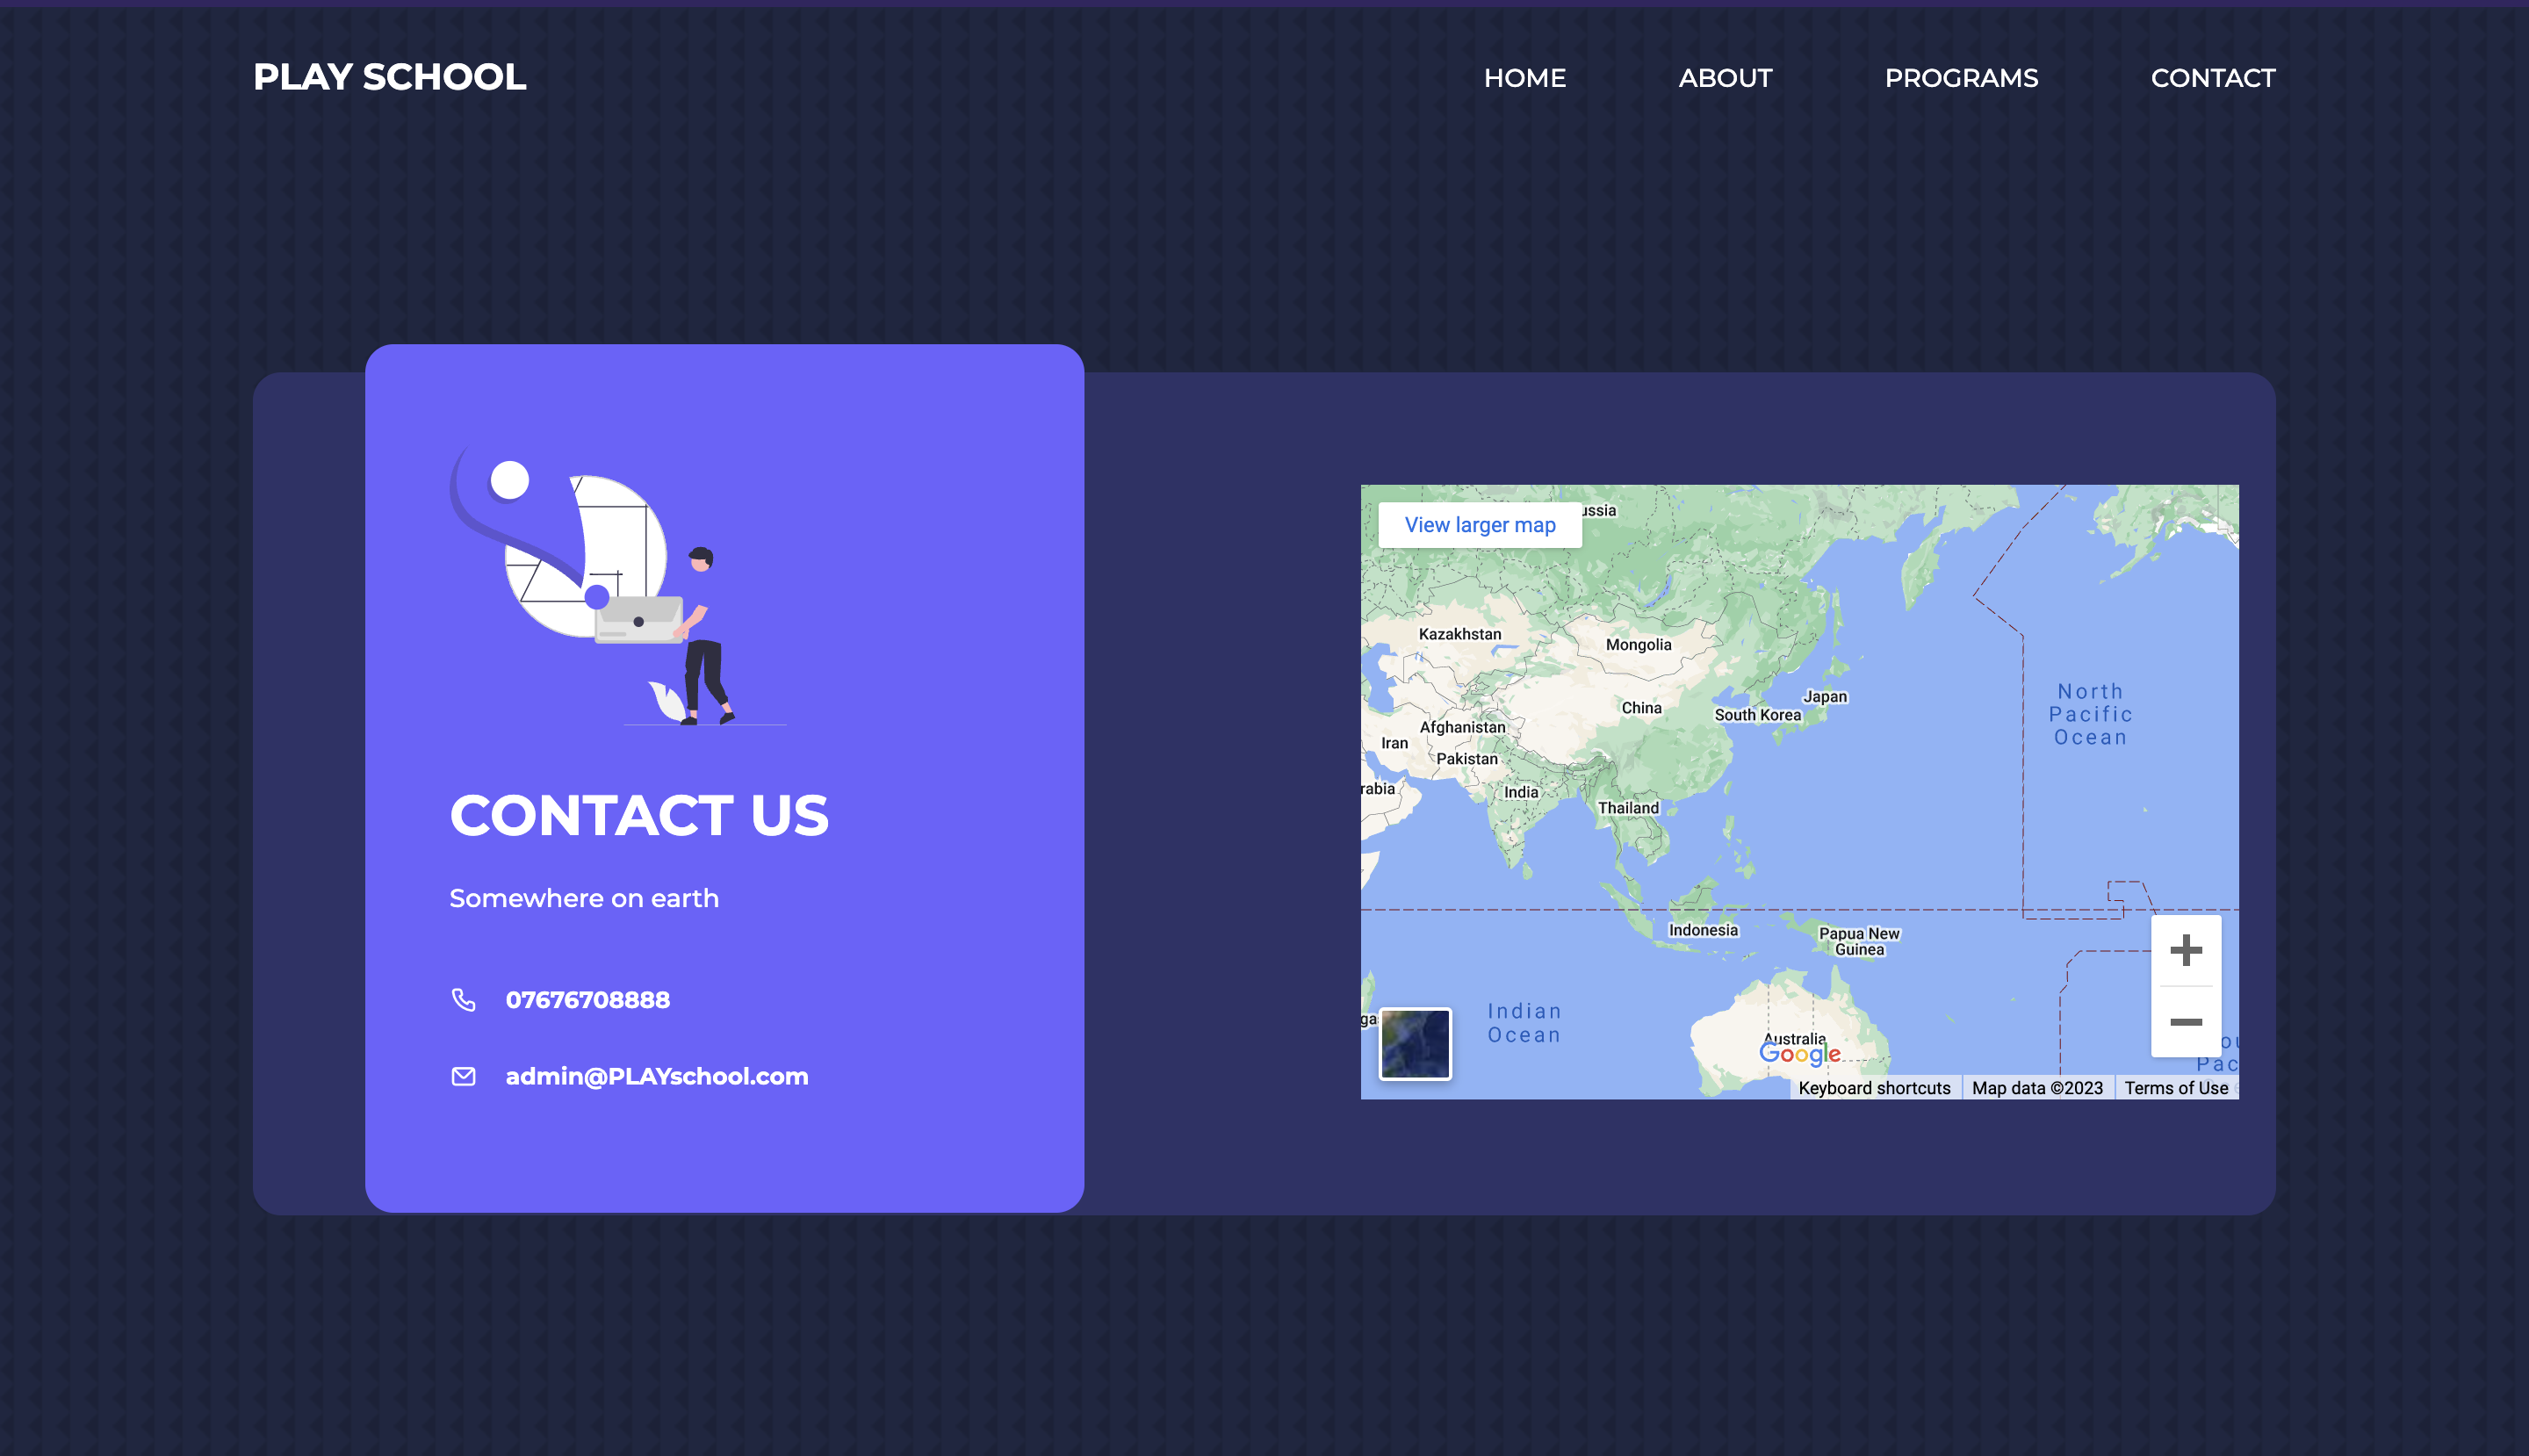 PLAY SCHOOL
HOME ABOUT PROGRAMS CONTACT
CONTACT US
Somewhere on earth
07676708888
admin@PLAYschool.com
View larger map
ussia
Kazakhstan
Mongolia
Japan
China
South Korea
Afghanistan
Iran
Pakistan
rabia
India
Thailand
North
Pacific
Ocean
Indonesia
Papua New
Guinea
Indian
Ocean
ga
Australia
Google
Pac
Keyboard shortcuts
Map data ©2023
Terms of Use